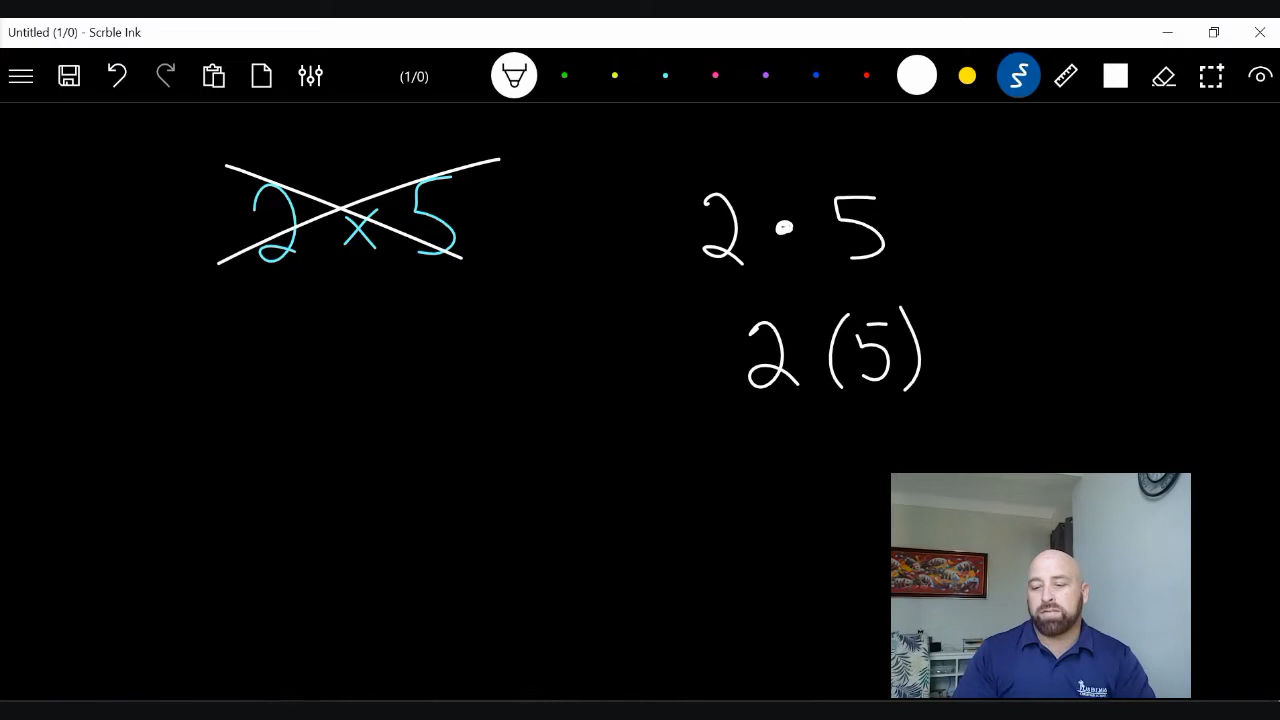 Untitled (1/0) - Scrble Ink
(1/0)
2 x 5
2 • 5
2 (5)